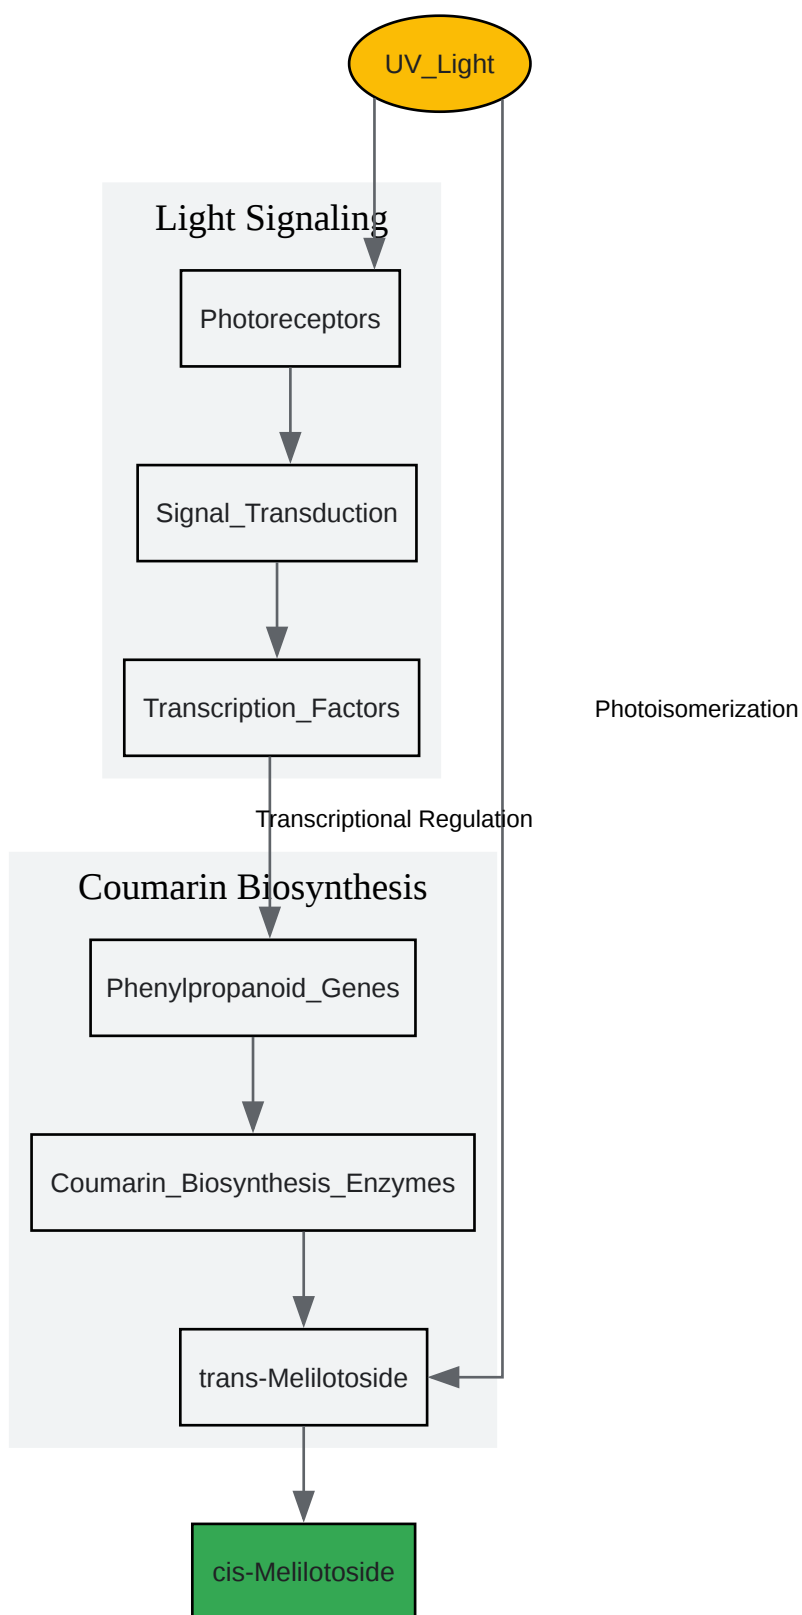 UV_Light
Light Signaling
Photoreceptors
Signal_Transduction
Transcription_Factors
Photoisomerization
Transcriptional Regulation
Coumarin Biosynthesis
Phenylpropanoid_Genes
Coumarin_Biosynthesis_Enzymes
trans-Melilotoside
cis-Melilotoside